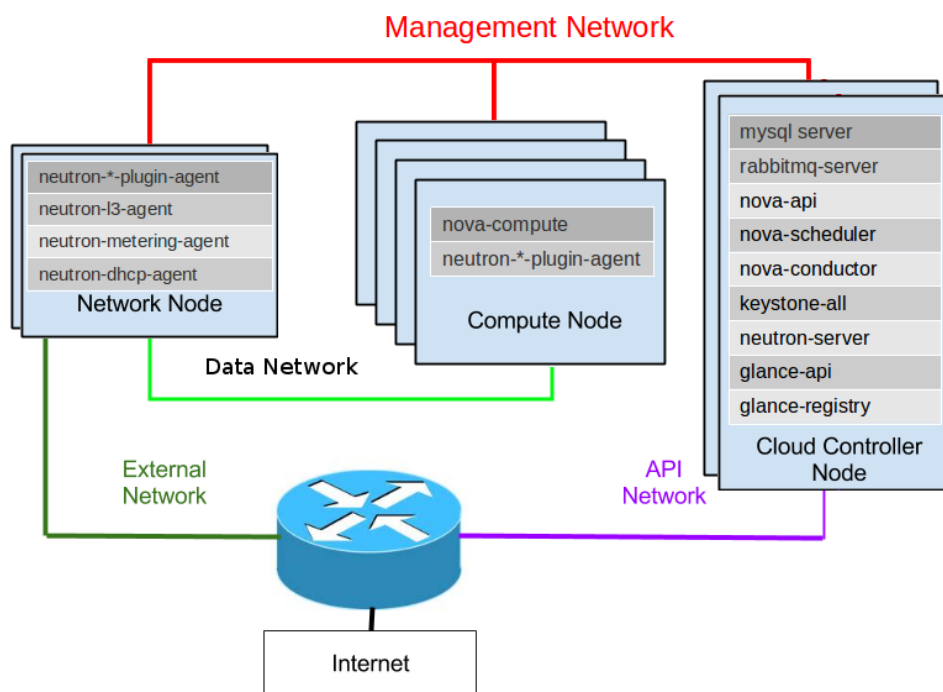 Management Network
neutron-*-plugin-agent
neutron-l3-agent
neutron-metering-agent
neutron-dhcp-agent
Network Node
nova-compute
neutron-*-plugin-agent
Compute Node
mysql server
rabbitmq-server
nova-api
nova-scheduler
nova-conductor
keystone-all
neutron-server
glance-api
glance-registry
Cloud Controller
Node
Data Network
External
Network
API
Network
Internet